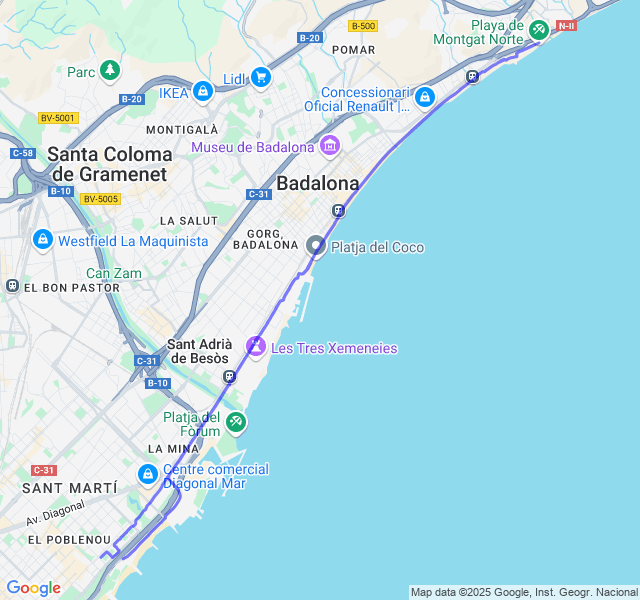 B-500
Playa de
Montgat Norte
N-II
B-20
POMAR
Parc
Lidl
IKEA
Concessionari
Oficial Renault |...
B-20
BV-5001
MONTIGALÀ
Museu de Badalona
C-58
Santa Coloma
de Gramenet
B-10
BV-5005
C-31
Badalona
LA SALUT
GORG,
BADALONA
Westfield La Maquinista
Platja del Coco
Can Zam
EL BON PASTOR
Sant Adrià
de Besòs
Les Tres Xemeneies
C-31
B-10
Platja del
Fòrum
LA MINA
C-31
Centre comercial
Diagonal Mar
SANT MARTÍ
Av. Diagonal
EL POBLENOU
Google
Map data ©2025 Google, Inst. Geogr. Nacional